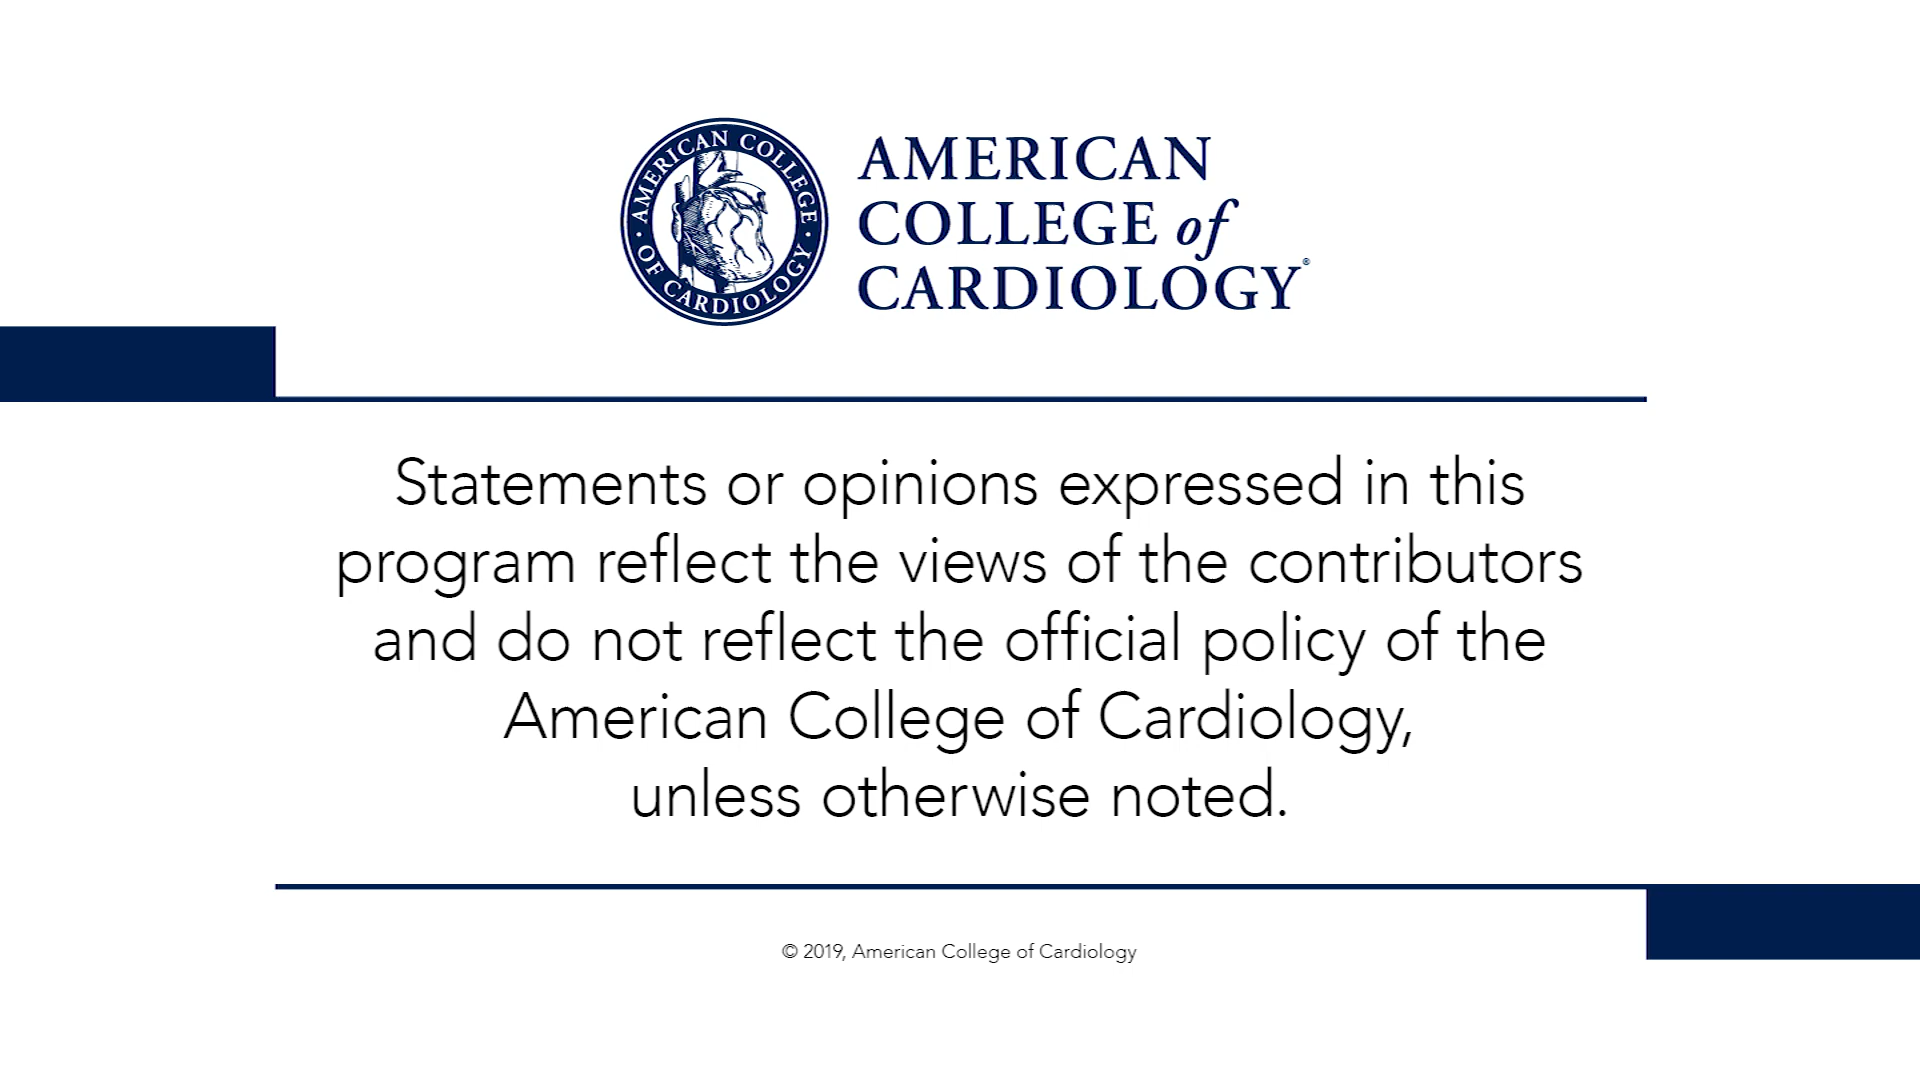 AMERICAN COLLEGE
· OF CARDIOLOGY ·
AMERICAN
COLLEGE of
CARDIOLOGY®
Statements or opinions expressed in this
program reflect the views of the contributors
and do not reflect the official policy of the
American College of Cardiology,
unless otherwise noted.
© 2019, American College of Cardiology